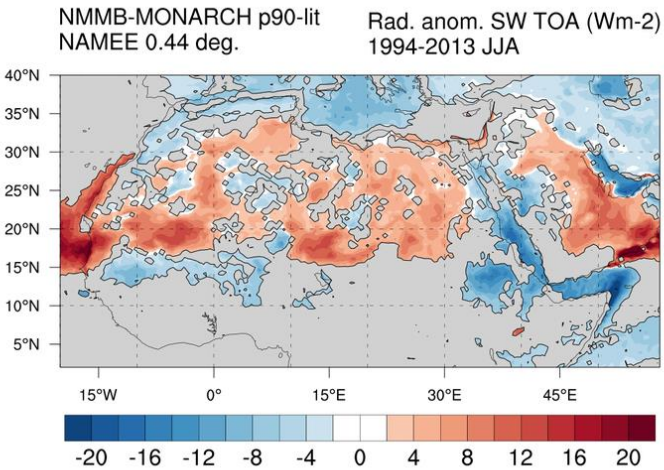 NMMB-MONARCH p90-lit
NAMEE 0.44 deg.
Rad. anom. SW TOA (Wm-2)
1994-2013 JJA
40°N
35°N
30°N
25°N
20°N
15°N
10°N
5°N
15°W 0° 15°E 30°E 45°E
-20 -16 -12 -8 -4 0 4 8 12 16 20